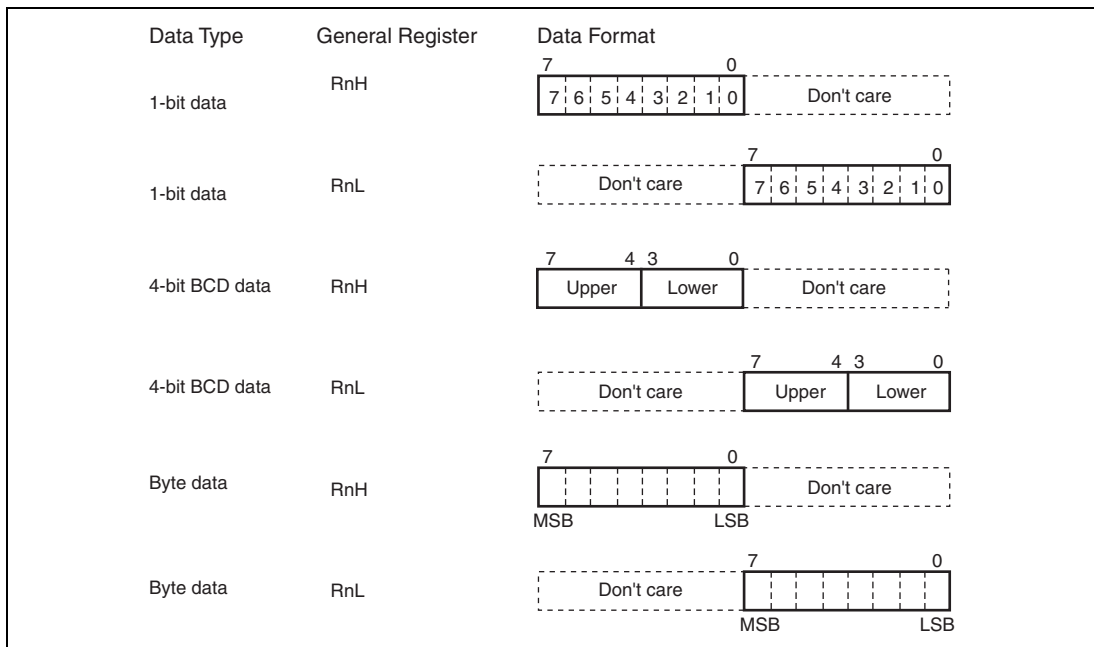 Data Type General Register Data Format
7 0
1-bit data RnH 7 6 5 4 3 2 1 0 Don't care
7 0
1-bit data RnL Don't care 7 6 5 4 3 2 1 0
7 4 3 0
4-bit BCD data RnH Upper Lower Don't care
7 4 3 0
4-bit BCD data RnL Don't care Upper Lower
7 0
Byte data RnH Don't care
MSB LSB
7 0
Byte data RnL Don't care
MSB LSB